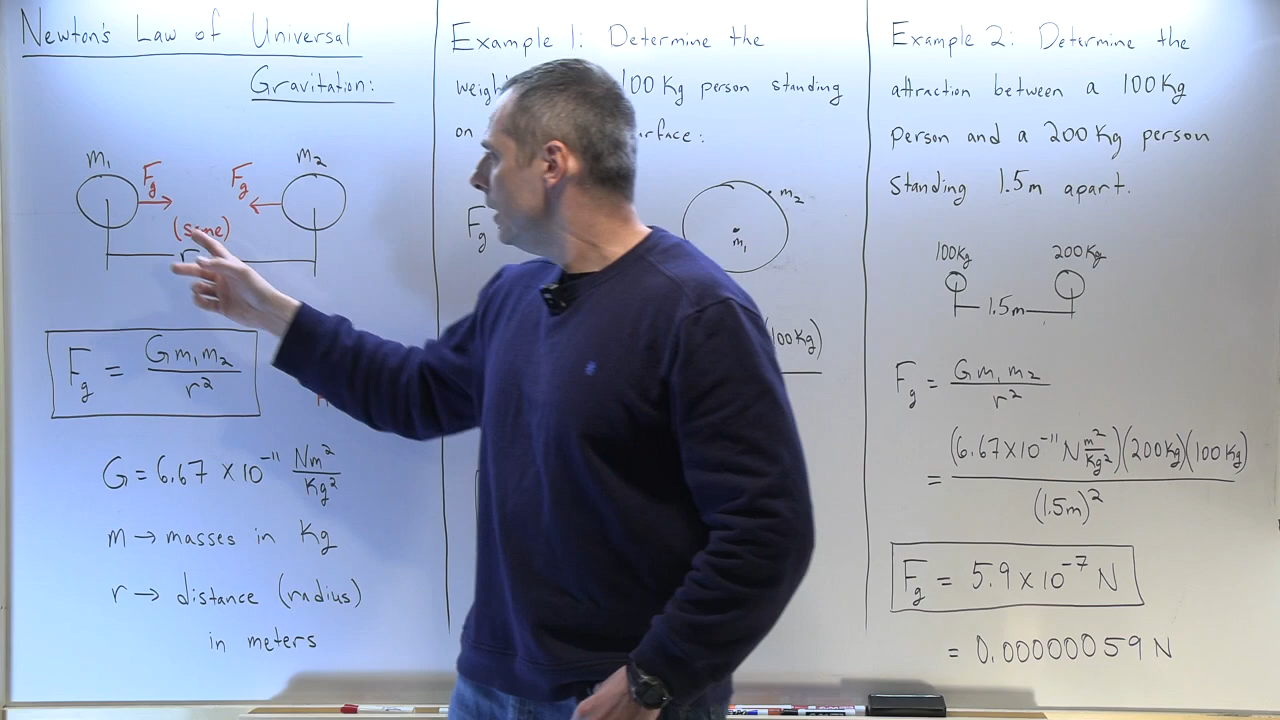 Newton's Law of Universal
Gravitation:
m₁
m₂
Fg
Fg
(same)
r
Fg = Gm₁m₂ / r²
G = 6.67 x 10⁻¹¹ Nm²/Kg²
m → masses in Kg
r → distance (radius)
in meters
Example 1: Determine the
100 Kg person standing
on
Fg
m₂
m₁
100 Kg)
Example 2: Determine the
attraction between a 100 Kg
person and a 200 Kg person
standing 1.5m apart.
100Kg
200Kg
1.5m
Fg = Gm₁m₂ / r²
= (6.67x10⁻¹¹ N m²/Kg²)(200Kg)(100Kg) / (1.5m)²
Fg = 5.9 x 10⁻⁷ N
= 0.00000059 N